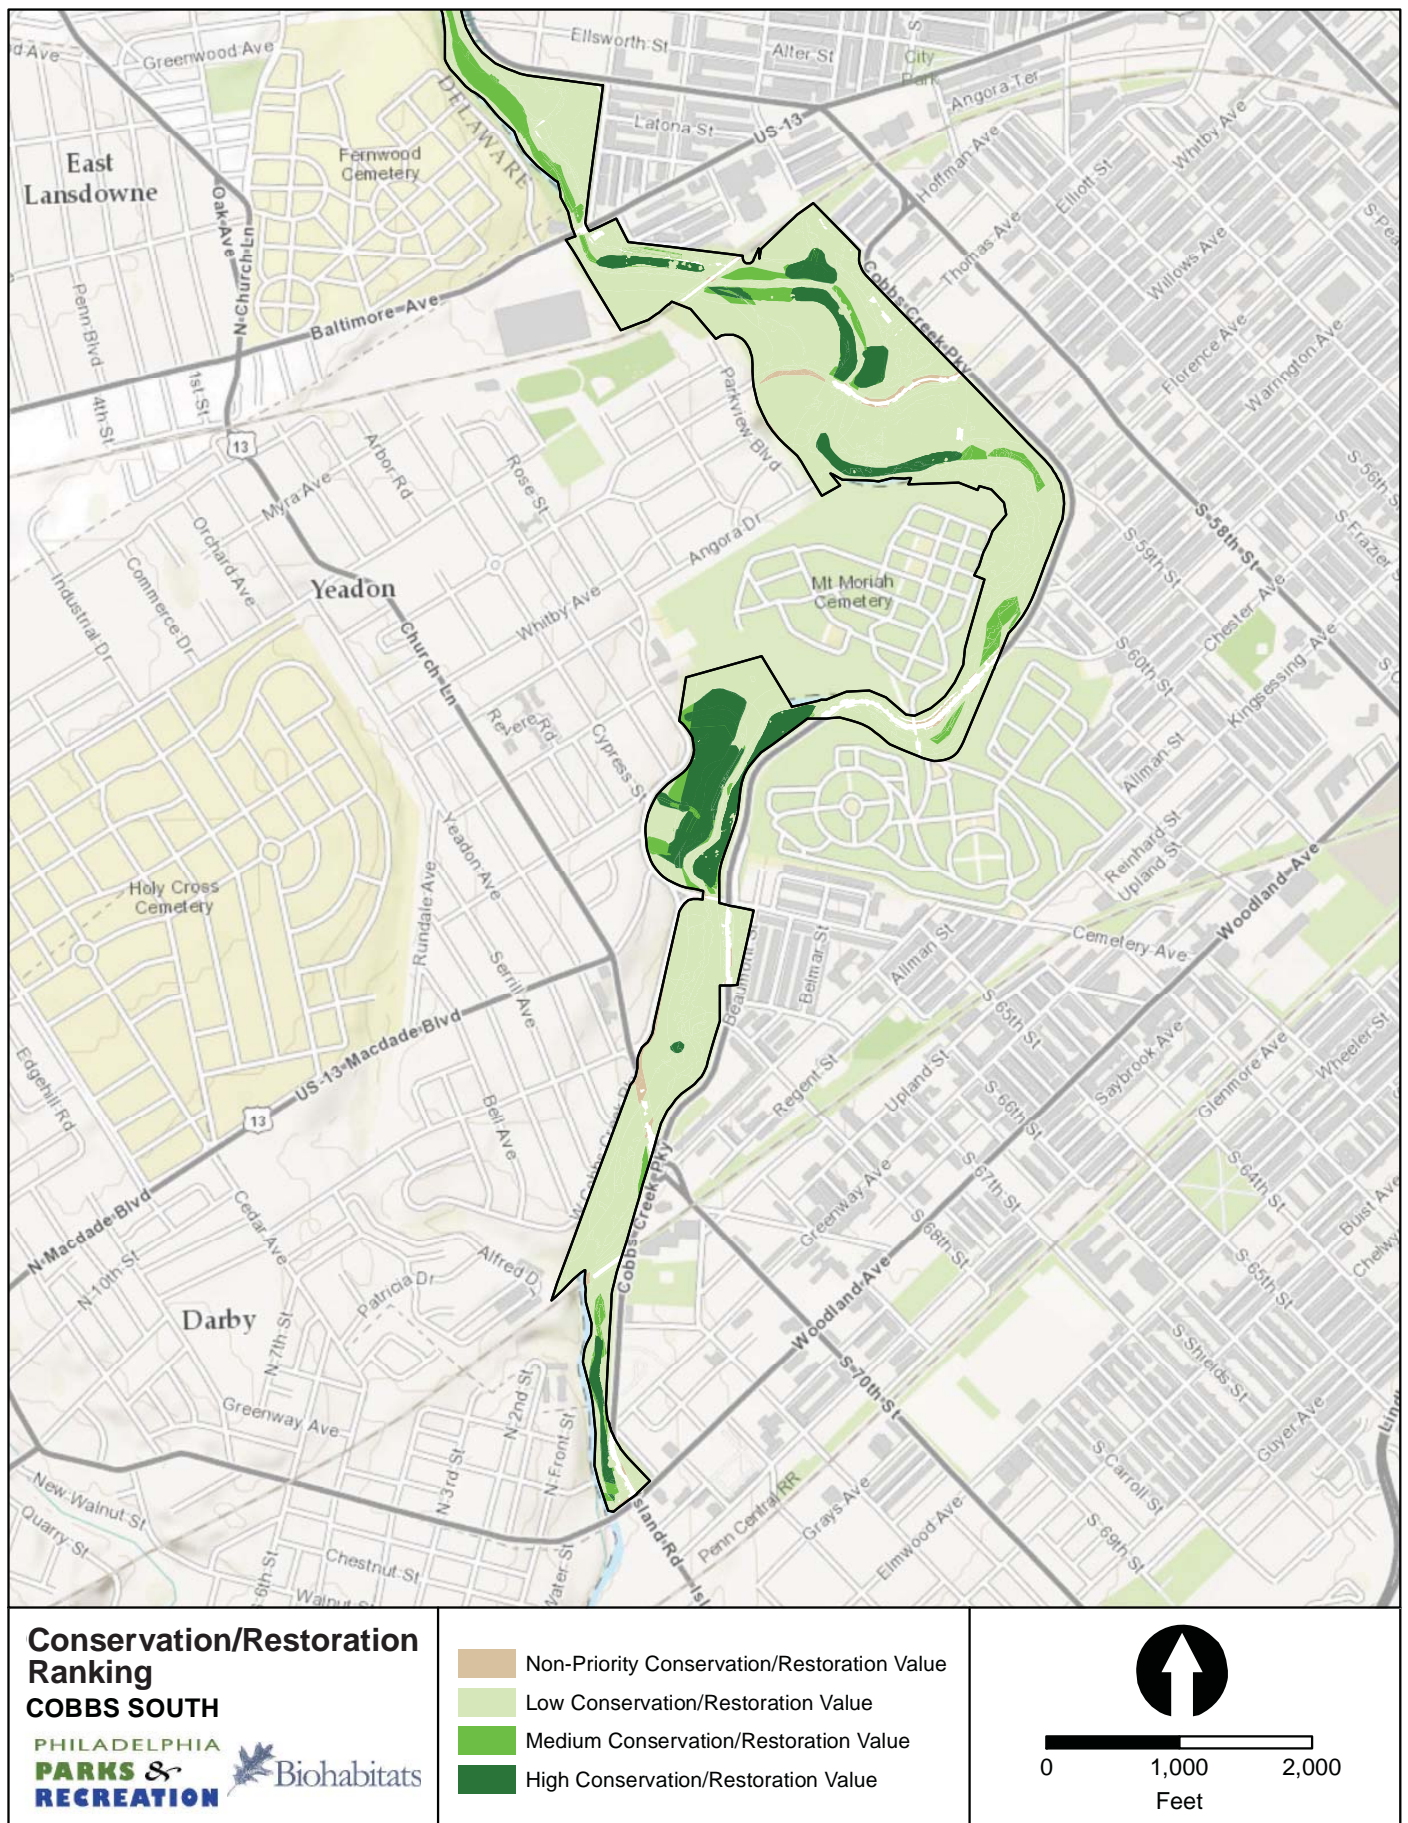 Greenwood Ave
Ellsworth St
Alter St
City
Park
Angora Ter
DELAWARE
Latona St
US-13
Whitby Ave
East
Lansdowne
Fernwood
Cemetery
Hoffman Ave
Elliott St
Oak Ave
N Church Ln
Thomas Ave
Willows Ave
Cobbs Creek Pky
Penn Blvd
Baltimore Ave
Florence Ave
Warrington Ave
1st St
4th St
Parkview Blvd
13
Arbor Rd
Rose St
Myra Ave
S 56th St
S Frazier St
Orchard Ave
Angora Dr
S 58th St
S 59th St
Commerce Dr
Industrial Dr
Yeadon
Mt Moriah
Cemetery
Whitby Ave
Chester Ave
Church Ln
S 60th St
Kingsessing Ave
Revere Rd
Cypress St
Allman St
Yeadon Ave
Reinhard St
Upland St
Woodland Ave
Holy Cross
Cemetery
Rundale Ave
Cemetery Ave
Allman St
Belmar St
Beaumont St
Serrill Ave
S 65th St
US-13-Macdade Blvd
Saybrook Ave
Wheeler St
Edgehill Rd
Glenmore Ave
Regent St
Upland St
S 66th St
Bell Ave
13
Cobbs Creek Pky
S 67th St
S 64th St
Buist Ave
N Macdade Blvd
Cedar Ave
Greenway Ave
S 68th St
N 10th St
Alfred D
S 65th St
Patricia Dr
Darby
N 7th St
Woodland Ave
S Shields St
S 70th St
N 2nd St
Greenway Ave
N Front St
Guyer Ave
N 3rd St
S Carroll St
New Walnut St
Quarry St
Penn Central RR
Grays Ave
Elmwood Ave
Island Rd
S 69th St
Chestnut St
Water St
6th St
Walnut St
Conservation/Restoration
Ranking
COBBS SOUTH
PHILADELPHIA
PARKS &
RECREATION
Biohabitats
Non-Priority Conservation/Restoration Value
Low Conservation/Restoration Value
Medium Conservation/Restoration Value
High Conservation/Restoration Value
0 1,000 2,000
Feet